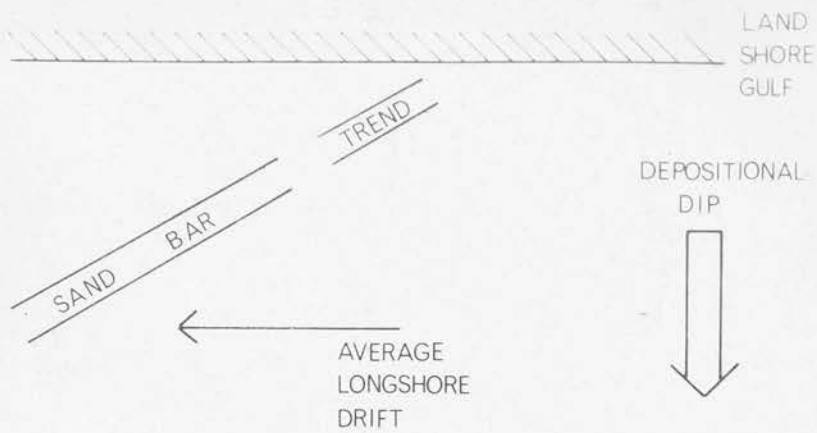 LAND
SHORE
GULF
TREND
DEPOSITIONAL
DIP
SAND BAR
AVERAGE
LONGSHORE
DRIFT